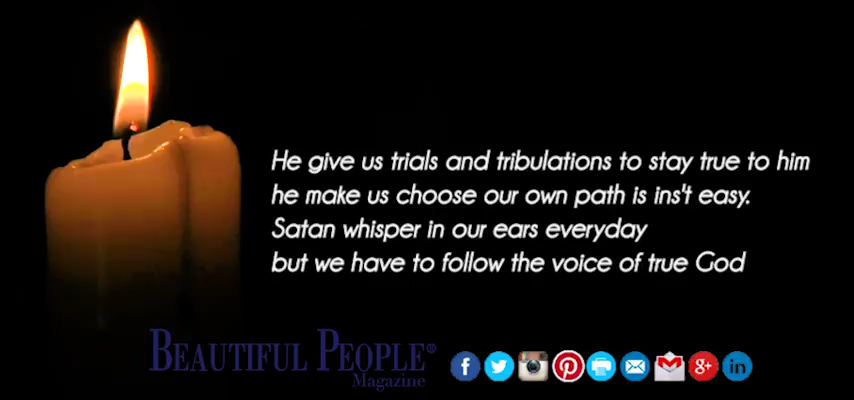 He give us trials and tribulations to stay true to him
he make us choose our own path is ins't easy.
Satan whisper in our ears everyday
but we have to follow the voice of true God
BEAUTIFUL PEOPLE®
Magazine
f
g+
in